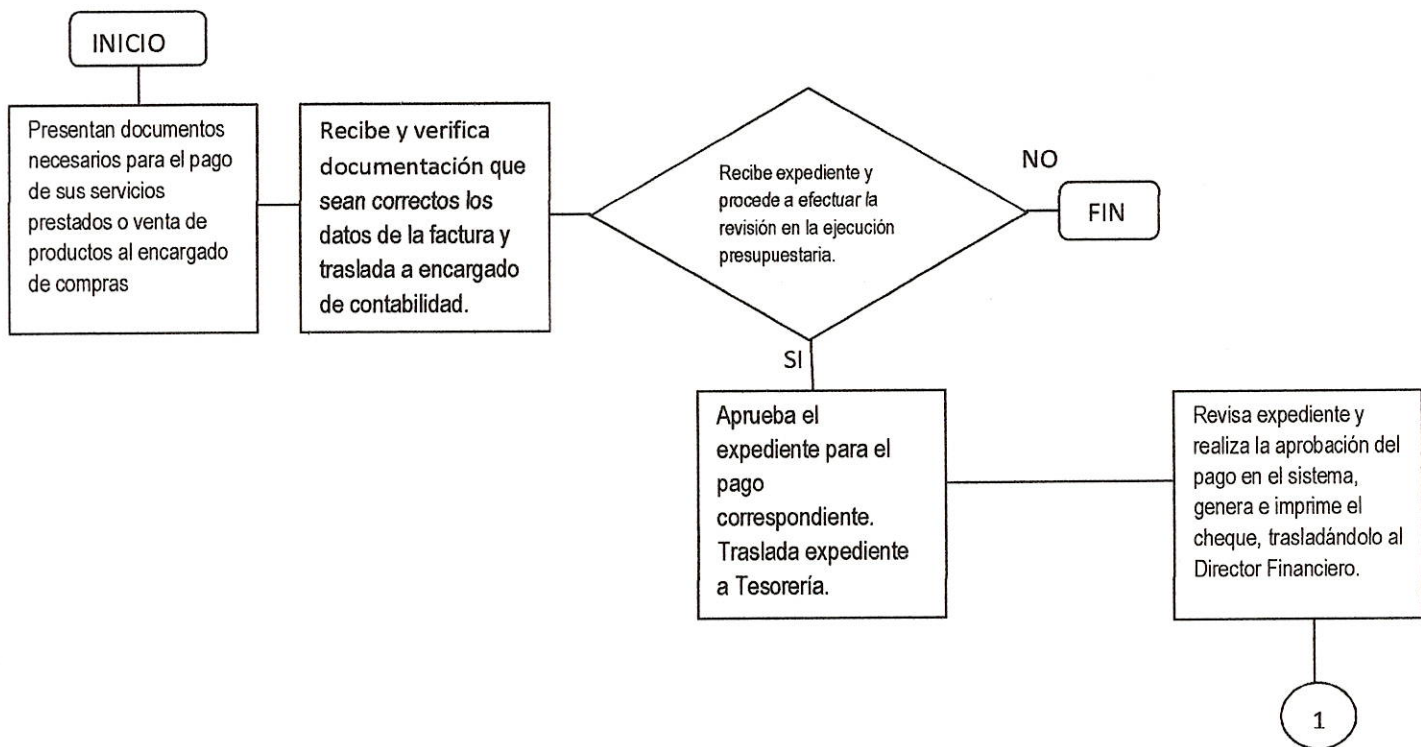 INICIO
Presentan documentos
necesarios para el pago
de sus servicios
prestados o venta de
productos al encargado
de compras
Recibe y verifica
documentación que
sean correctos los
datos de la factura y
traslada a encargado
de contabilidad.
Recibe expediente y
procede a efectuar la
revisión en la ejecución
presupuestaria.
NO
FIN
SI
Aprueba el
expediente para el
pago
correspondiente.
Traslada expediente
a Tesorería.
Revisa expediente y
realiza la aprobación del
pago en el sistema,
genera e imprime el
cheque, trasladándolo al
Director Financiero.
1